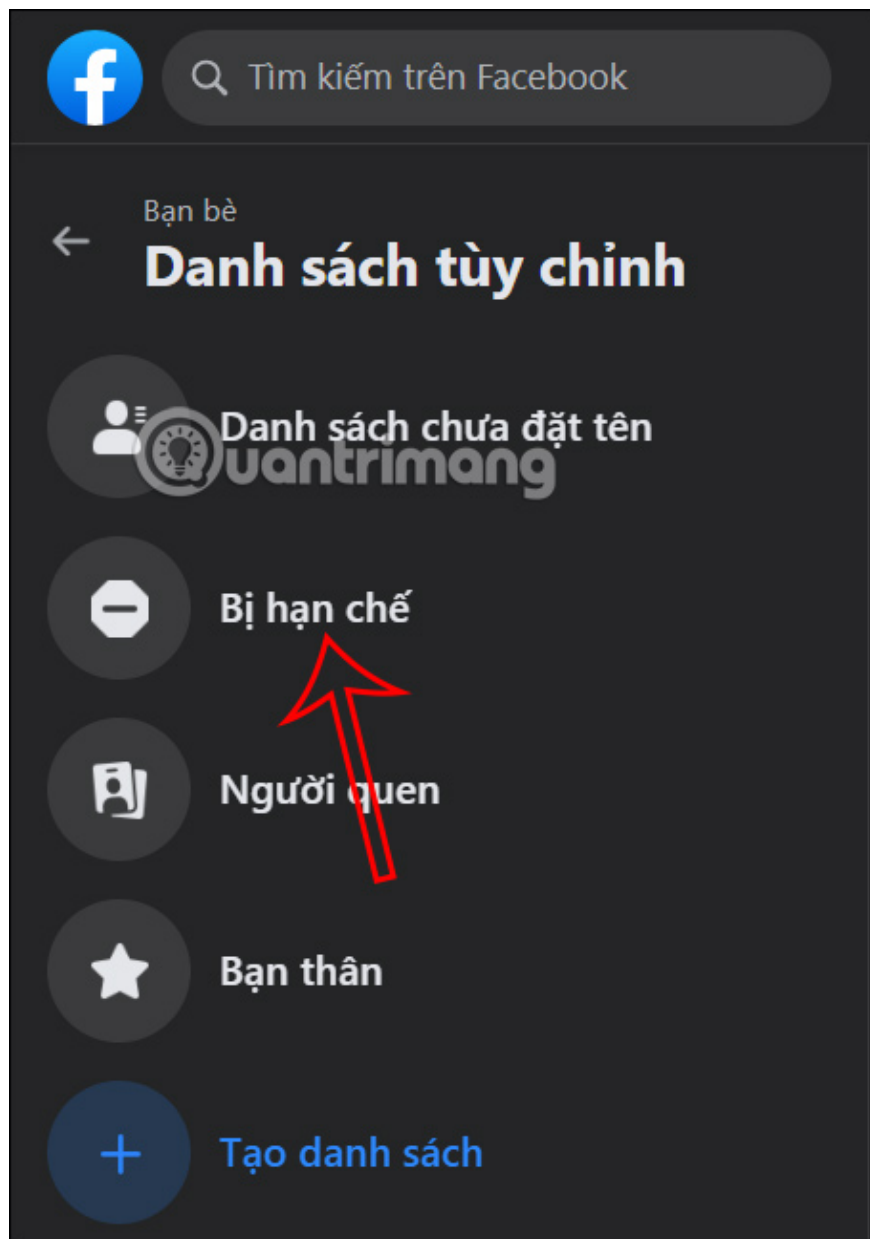 Tìm kiếm trên Facebook
Bạn bè
Danh sách tùy chỉnh
Danh sách chưa đặt tên
Quantrimang
Bị hạn chế
Người quen
Bạn thân
Tạo danh sách